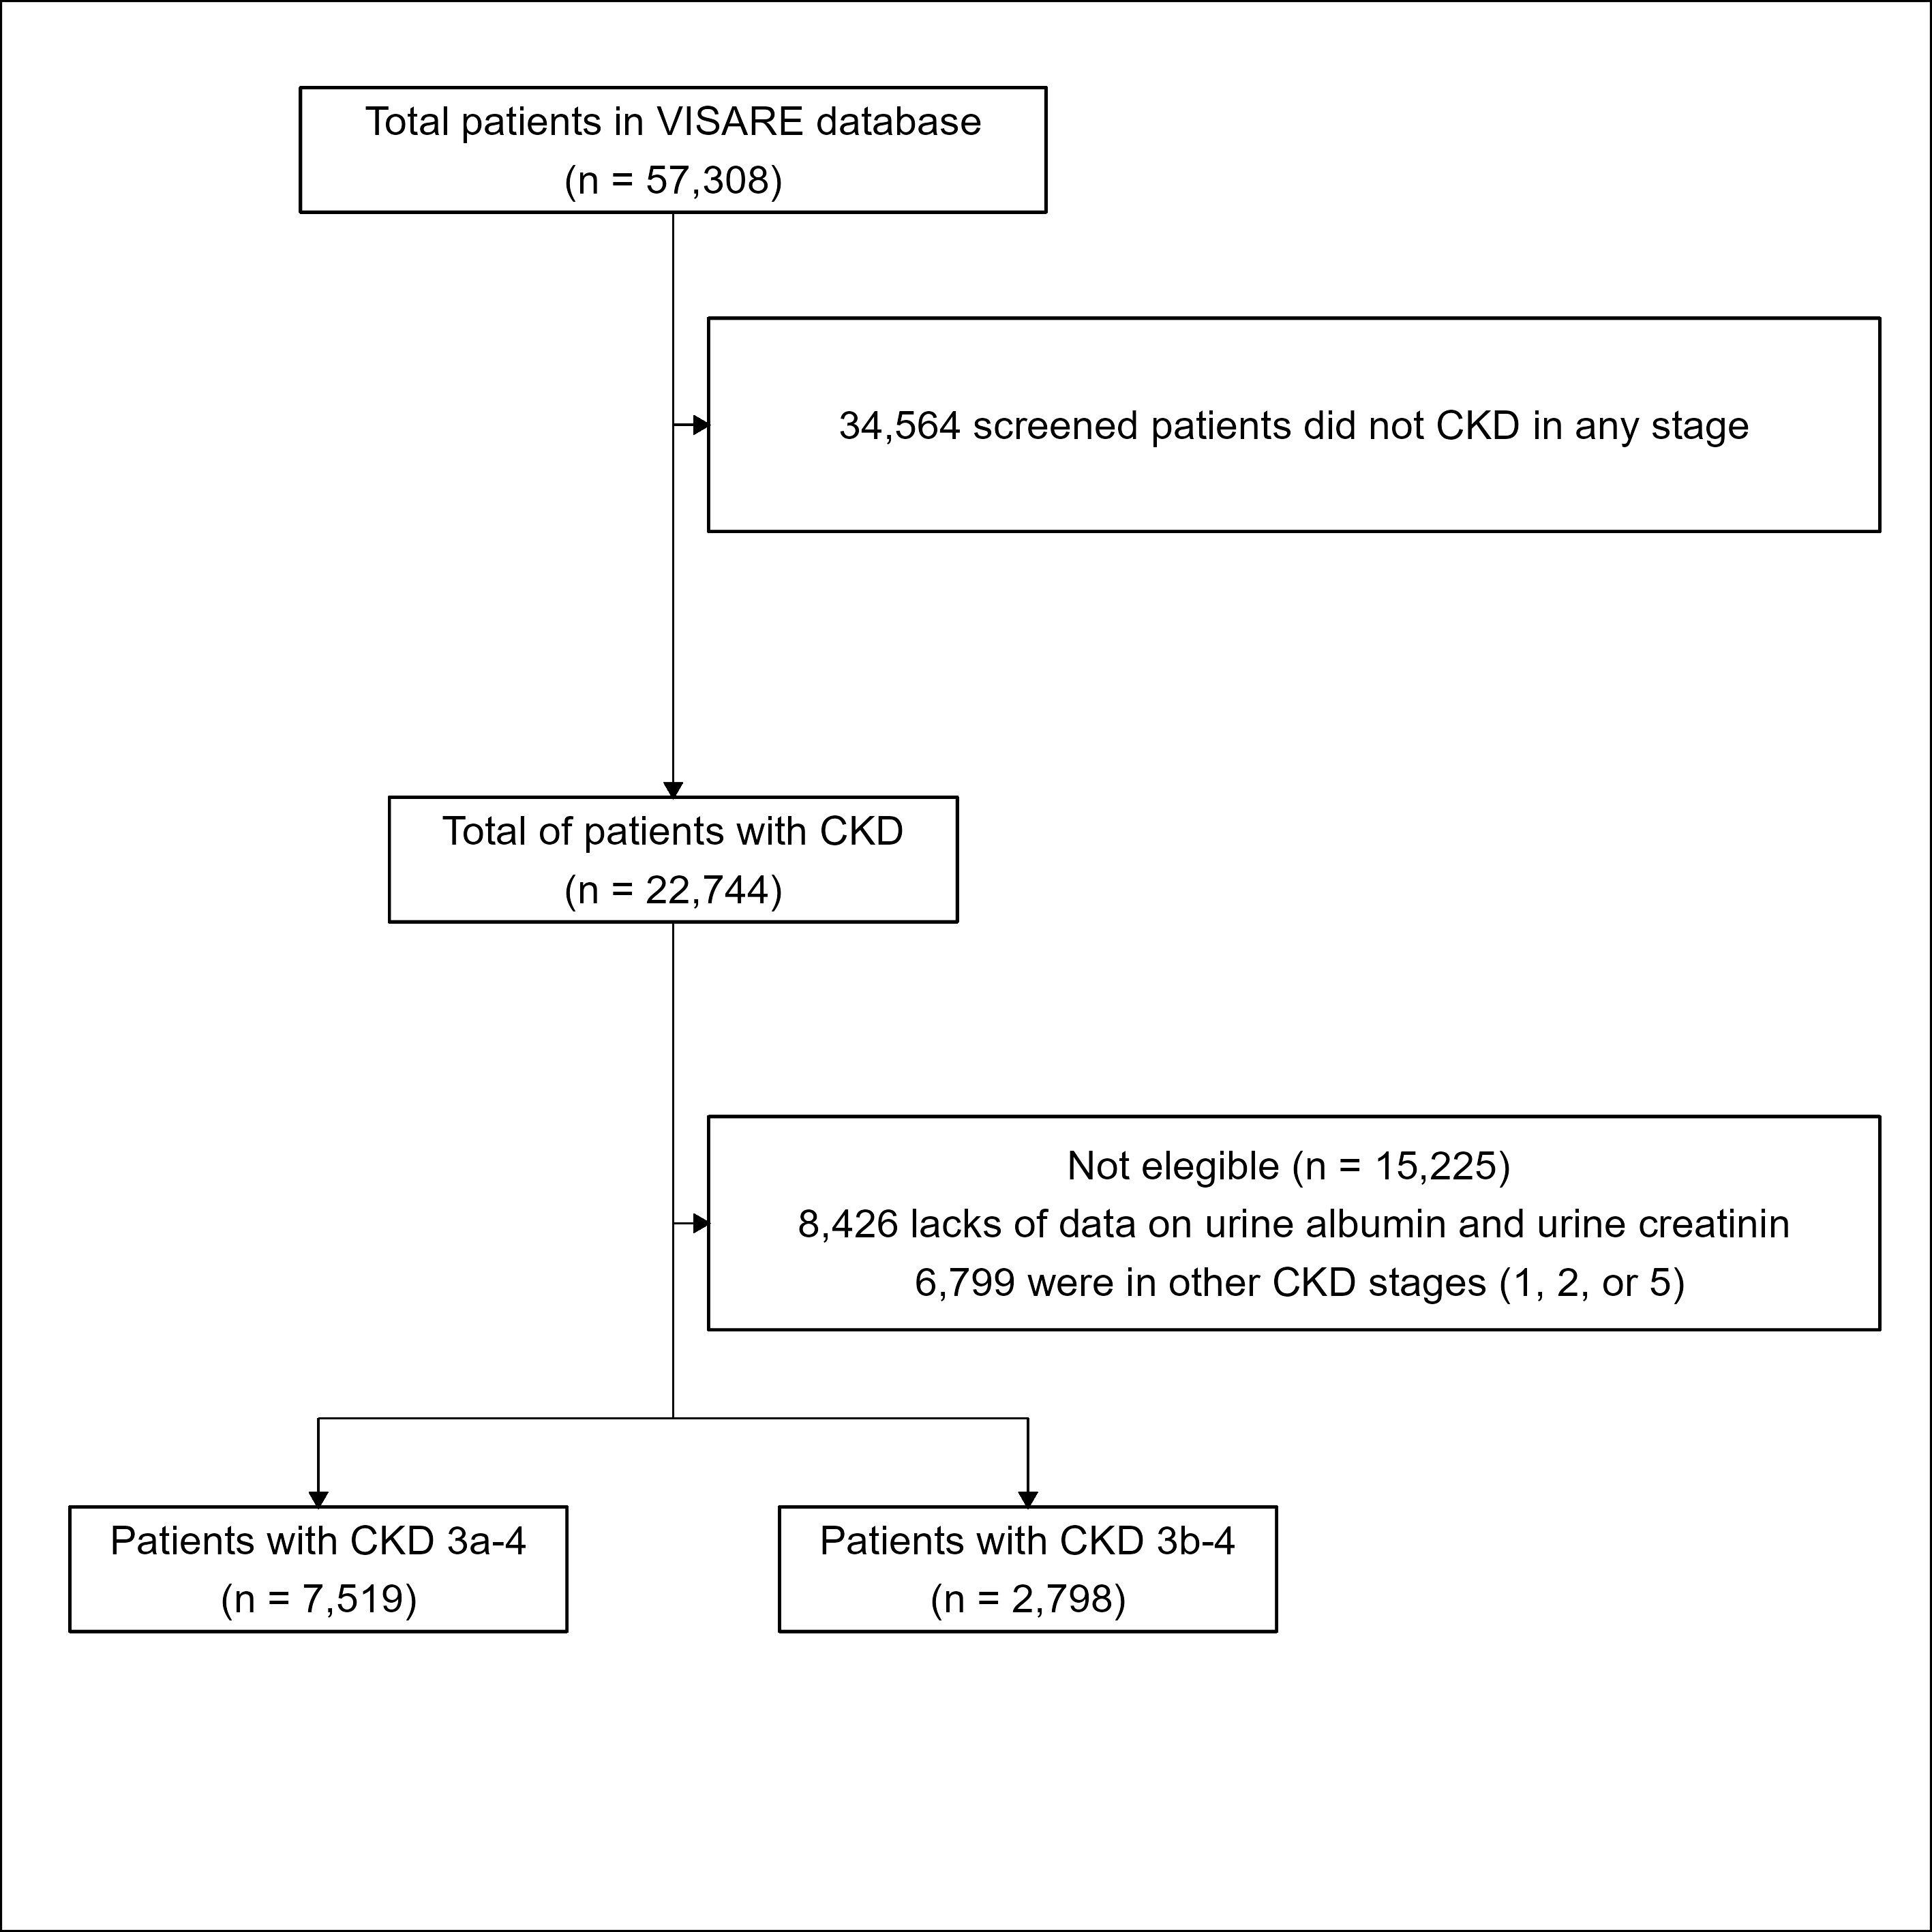 Total patients in VISARE database
(n = 57,308)
34,564 screened patients did not CKD in any stage
Total of patients with CKD
(n = 22,744)
Not elegible (n = 15,225)
8,426 lacks of data on urine albumin and urine creatinin
6,799 were in other CKD stages (1, 2, or 5)
Patients with CKD 3a-4
(n = 7,519)
Patients with CKD 3b-4
(n = 2,798)